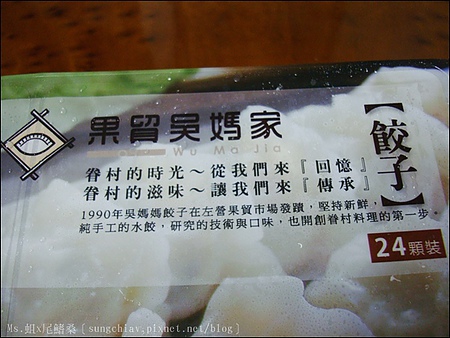 果貿吳媽家
Wu Ma Jia
【餃子】
眷村的時光～從我們來『回憶』
眷村的滋味～讓我們來『傳承』
1990年吳媽媽餃子在左營果貿市場發蹟，堅持新鮮，
純手工的水餃，研究的技術與口味，也開創眷村料理的第一步。
24顆裝
Ms.蝦x尾鰭桑 [ sungchiav.pixnet.net/blog ]